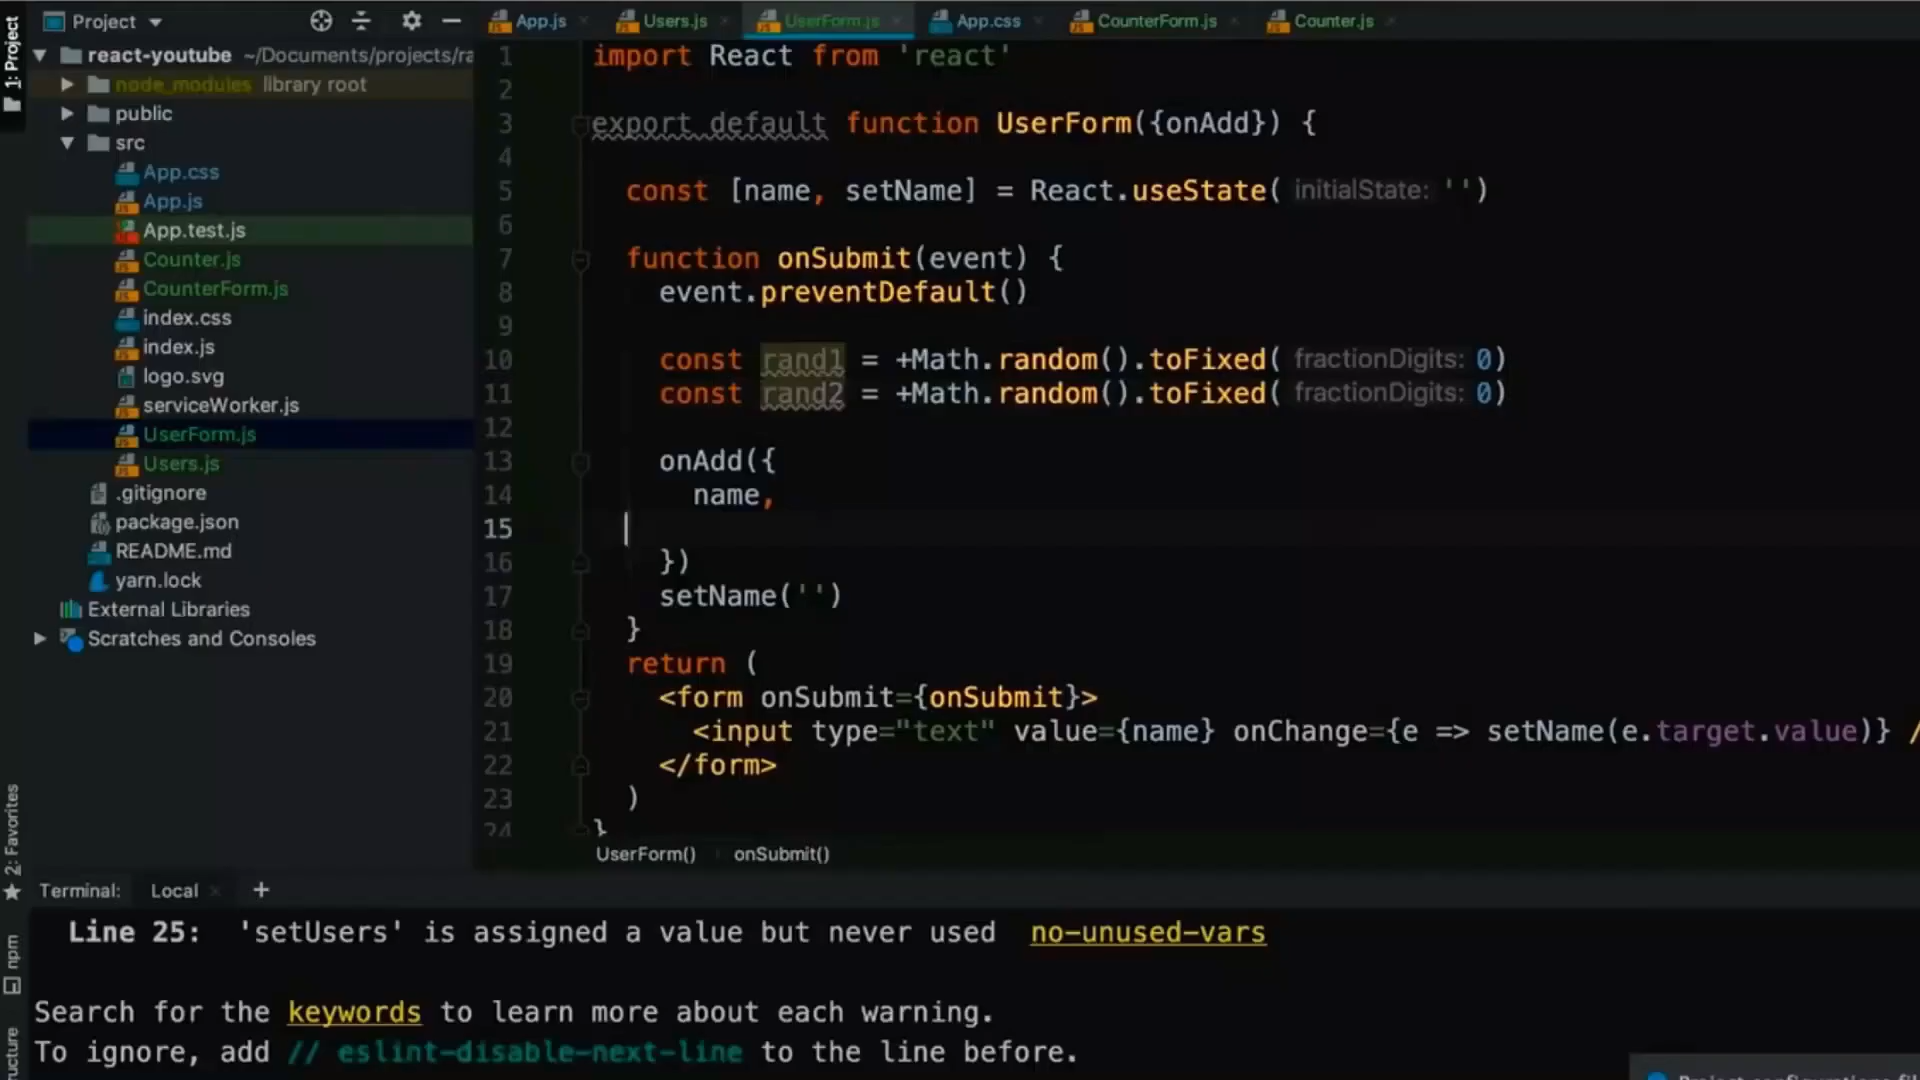 1: Project
Project
App.js
Users.js
UserForm.js
App.css
CounterForm.js
Counter.js
react-youtube ~/Documents/projects/ra
node_modules library root
public
src
App.css
App.js
App.test.js
Counter.js
CounterForm.js
index.css
index.js
logo.svg
serviceWorker.js
UserForm.js
Users.js
.gitignore
package.json
README.md
yarn.lock
External Libraries
Scratches and Consoles
1 import React from 'react'
2
3 export default function UserForm({onAdd}) {
4
5 const [name, setName] = React.useState( initialState: '')
6
7 function onSubmit(event) {
8 event.preventDefault()
9
10 const rand1 = +Math.random().toFixed( fractionDigits: 0)
11 const rand2 = +Math.random().toFixed( fractionDigits: 0)
12
13 onAdd({
14 name,
15
16 })
17 setName('')
18 }
19 return (
20 <form onSubmit={onSubmit}>
21 <input type="text" value={name} onChange={e => setName(e.target.value)} /
22 </form>
23 )
24 }
UserForm() onSubmit()
2: Favorites
npm
ructure
Terminal: Local +
Line 25: 'setUsers' is assigned a value but never used no-unused-vars
Search for the keywords to learn more about each warning.
To ignore, add // eslint-disable-next-line to the line before.